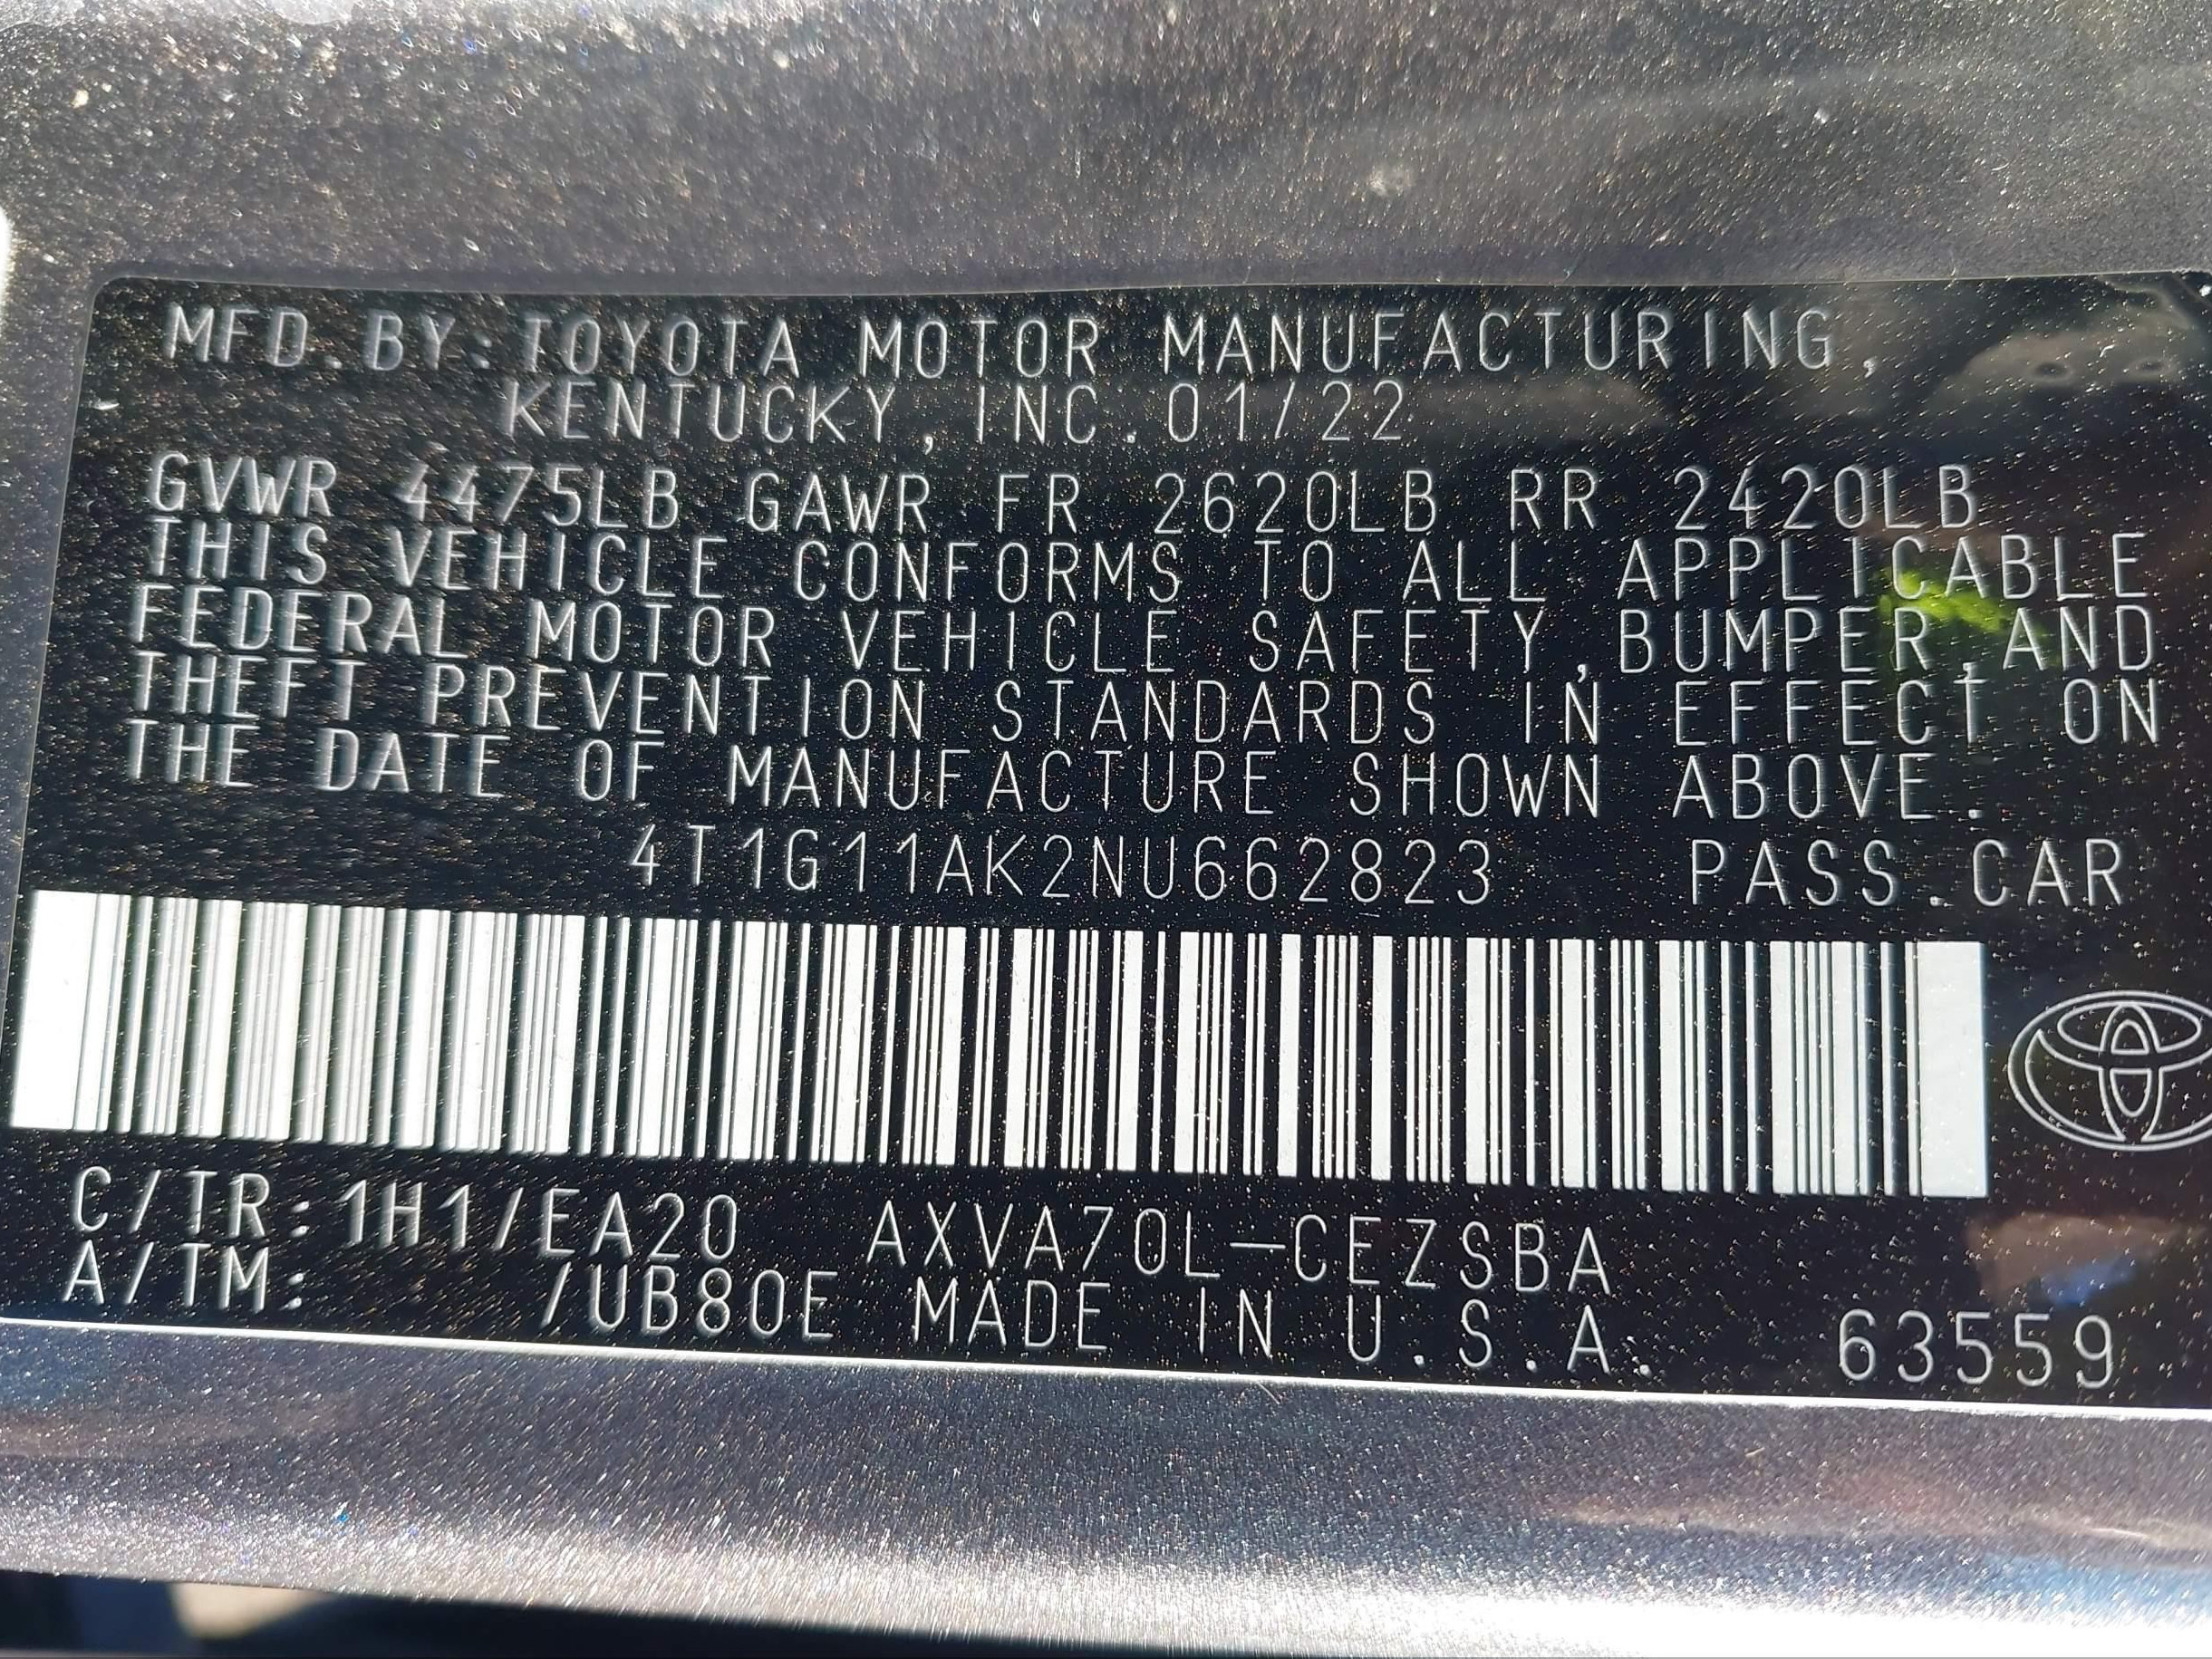 MFD.BY:TOYOTA MOTOR MANUFACTURING,
KENTUCKY, INC.01/22
GVWR 4475LB GAWR FR 2620LB RR 2420LB
THIS VEHICLE CONFORMS TO ALL APPLICABLE
FEDERAL MOTOR VEHICLE SAFETY,BUMPER,AND
THEFT PREVENTION STANDARDS IN EFFECT ON
THE DATE OF MANUFACTURE SHOWN ABOVE.
4T1G11AK2NU662823 PASS.CAR
C/TR:1H1/EA20 AXVA70L-CEZSBA
A/TM: /UB80E MADE IN U.S.A. 63559